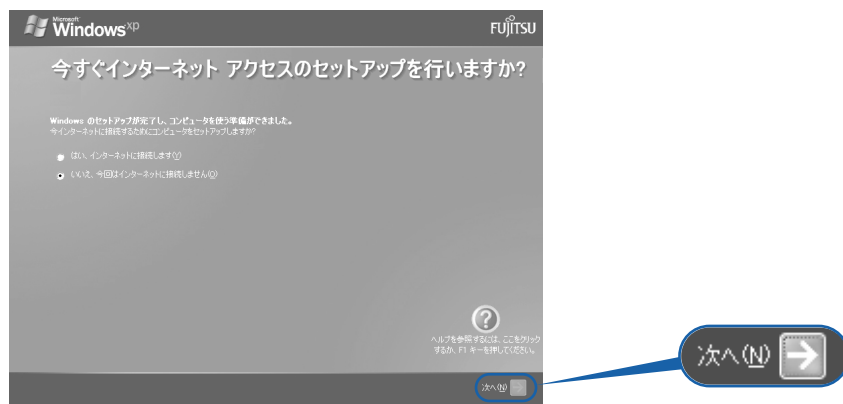 Microsoft
Windows xp
FUJITSU
今すぐインターネット アクセスのセットアップを行いますか?
Windows のセットアップが完了し、コンピュータを使う準備ができました。
今インターネットに接続するためにコンピュータをセットアップしますか?
はい、インターネットに接続します(Y)
いいえ、今回はインターネットに接続しません(O)
ヘルプを参照するには、ここをクリック
するか、F1 キーを押してください。
次へ(N)
次へ(N)